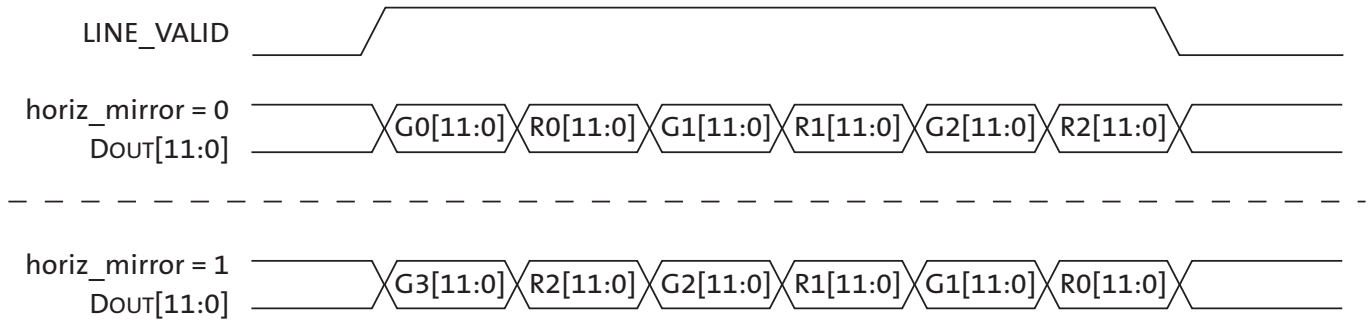 LINE_VALID
horiz_mirror = 0
DOUT[11:0]
G0[11:0] R0[11:0] G1[11:0] R1[11:0] G2[11:0] R2[11:0]
horiz_mirror = 1
DOUT[11:0]
G3[11:0] R2[11:0] G2[11:0] R1[11:0] G1[11:0] R0[11:0]